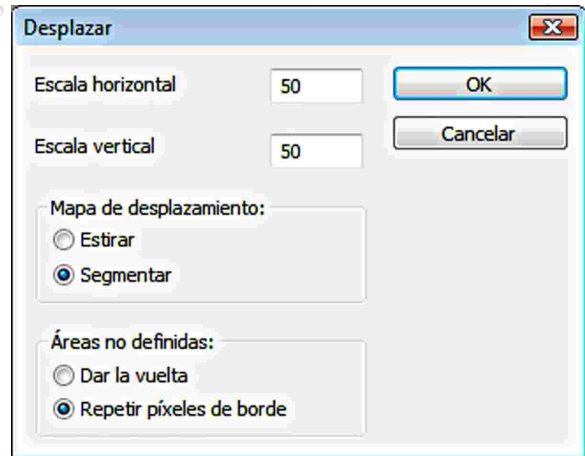 Desplazar
Escala horizontal 50 OK
Escala vertical 50 Cancelar
Mapa de desplazamiento:
Estirar
Segmentar
Áreas no definidas:
Dar la vuelta
Repetir píxeles de borde